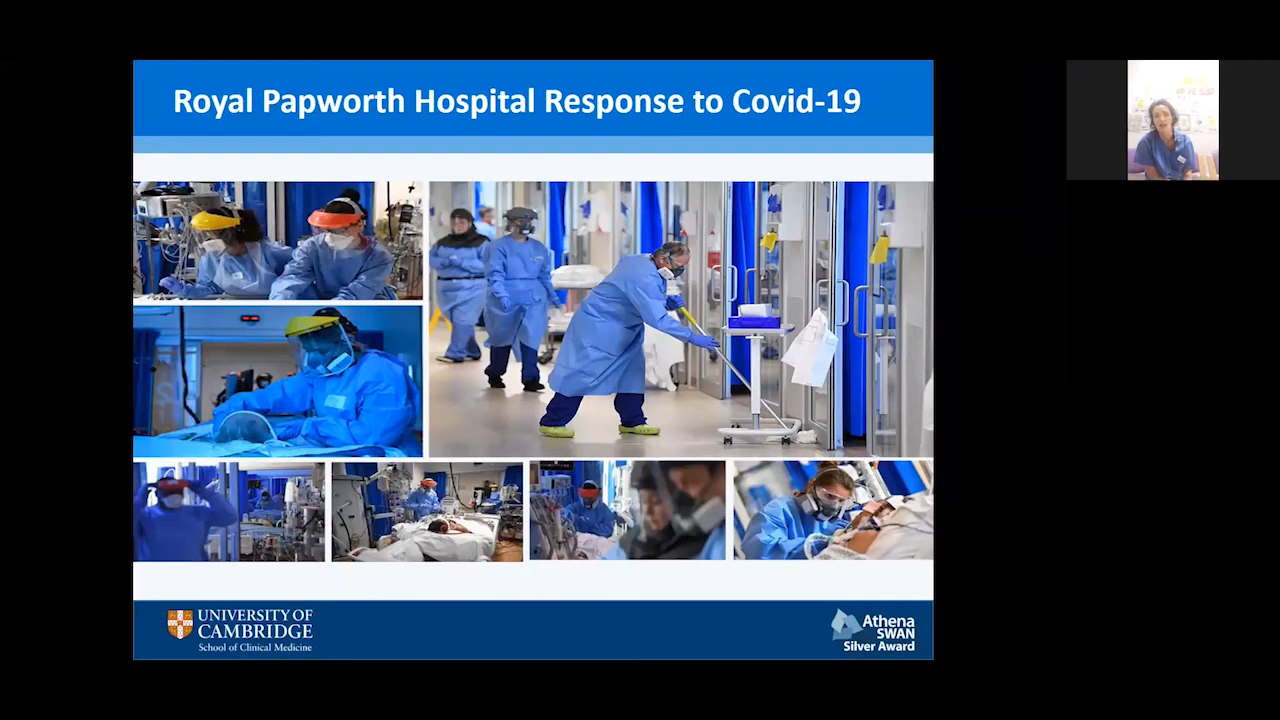 Royal Papworth Hospital Response to Covid-19
UNIVERSITY OF
CAMBRIDGE
School of Clinical Medicine
Athena
SWAN
Silver Award